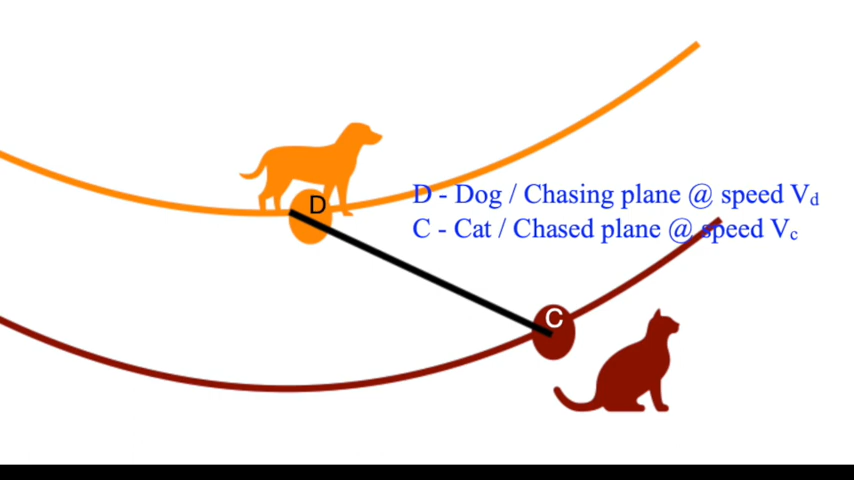 D
D - Dog / Chasing plane @ speed Vd
C - Cat / Chased plane @ speed Vc
C